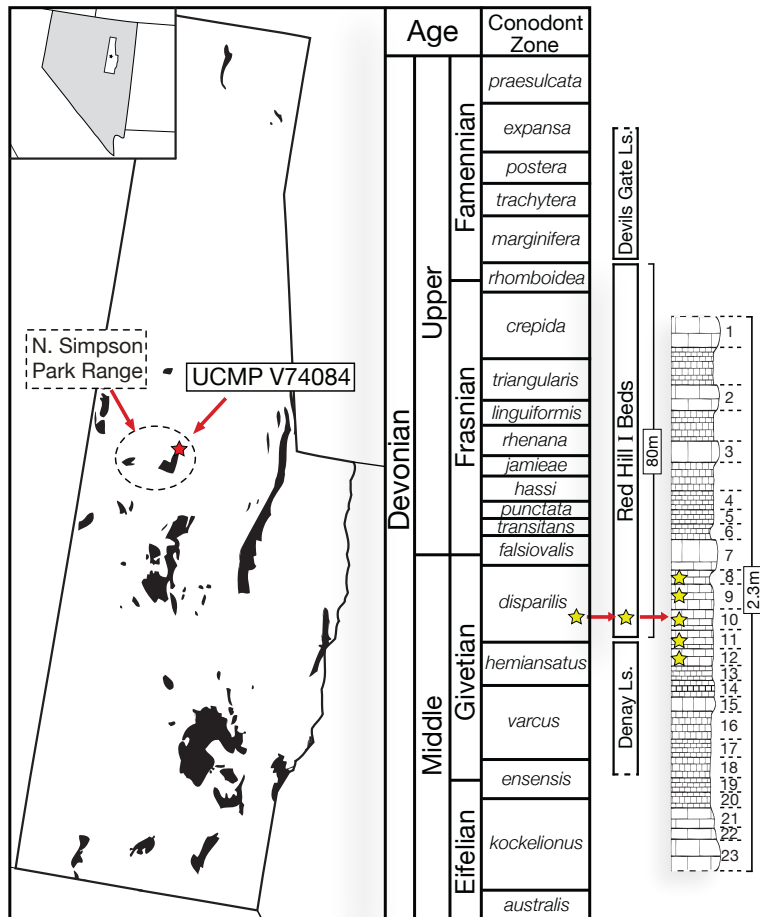 N. Simpson
Park Range
UCMP V74084
Age
Conodont
Zone
Devonian
Upper
Middle
Famennian
Frasnian
Givetian
Eifelian
praesulcata
expansa
postera
trachytera
marginifera
rhomboidea
crepida
triangularis
linguiformis
rhenana
jamieae
hassi
punctata
transitans
falsiovalis
disparilis
hemiansatus
varcus
ensensis
kockelionus
australis
Devils Gate Ls.
Red Hill I Beds
Denay Ls.
80m
1
2
3
4
5
6
7
8
9
10
11
12
13
14
15
16
17
18
19
20
21
22
23
2.3m